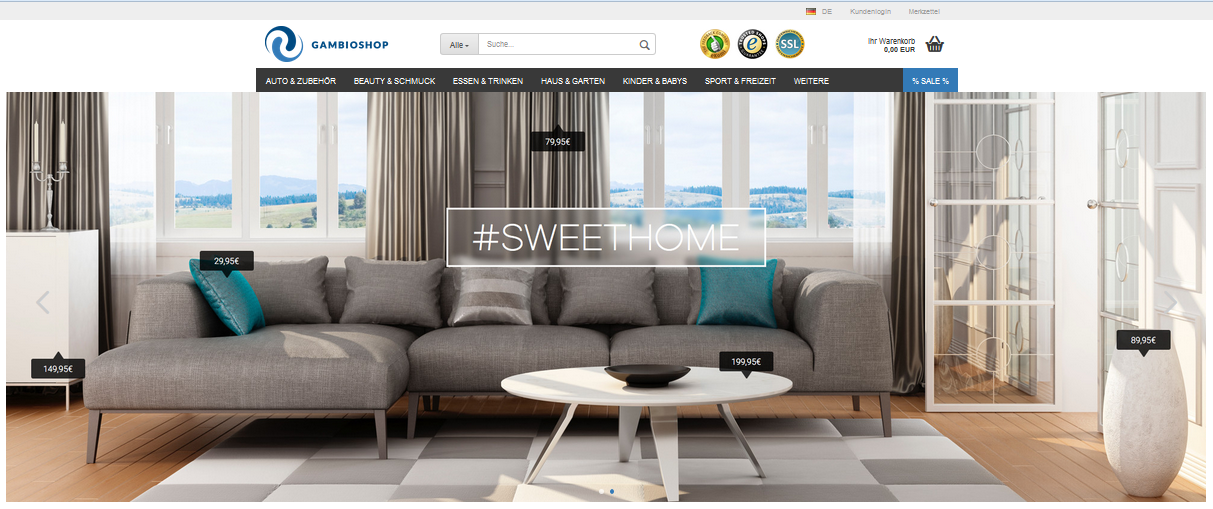 DE Kundenlogin Merkzettel
GAMBIOSHOP
Alle
Suche...
SSL
Ihr Warenkorb
0,00 EUR
AUTO & ZUBEHÖR BEAUTY & SCHMUCK ESSEN & TRINKEN HAUS & GARTEN KINDER & BABYS SPORT & FREIZEIT WEITERE % SALE %
79,95€
#SWEETHOME
29,95€
149,95€
199,95€
89,95€